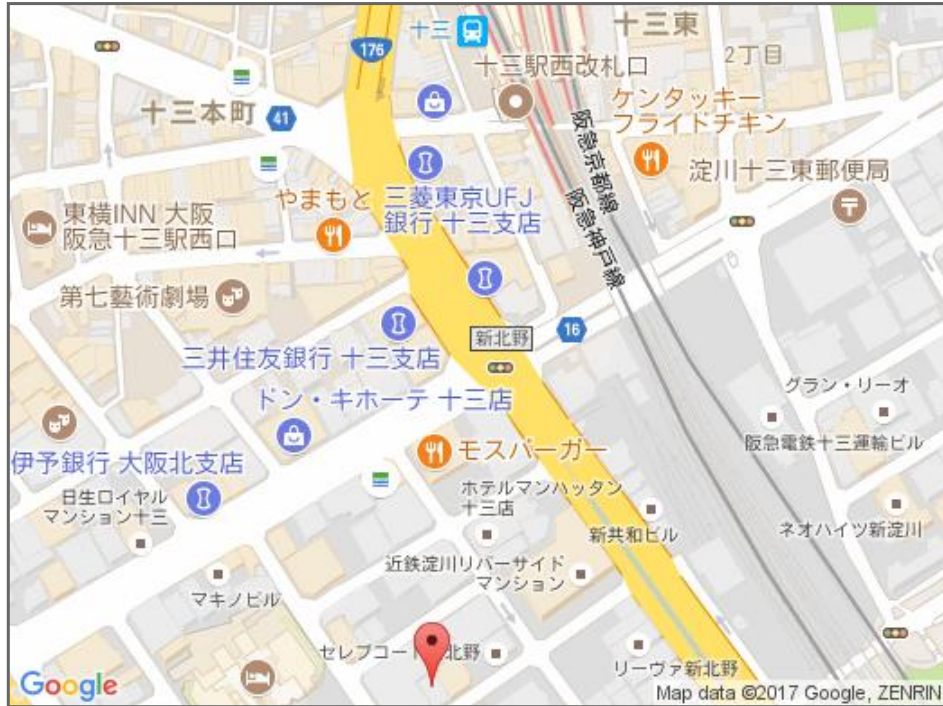 十三
十三東
176
2丁目
十三駅西改札口
ケンタッキー
フライドチキン
十三本町
41
阪急京都線
阪急神戸線
淀川十三東郵便局
やまもと
三菱東京UFJ
銀行 十三支店
東横INN 大阪
阪急十三駅西口
第七藝術劇場
新北野
16
三井住友銀行 十三支店
ドン・キホーテ 十三店
グラン・リーオ
阪急電鉄十三運輸ビル
モスバーガー
伊予銀行 大阪北支店
日生ロイヤル
マンション十三
ホテルマンハッタン
十三店
新共和ビル
ネオハイツ新淀川
近鉄淀川リバーサイド
マンション
マキノビル
セレブコート
北野
リーヴァ新北野
Google
Map data ©2017 Google, ZENRIN